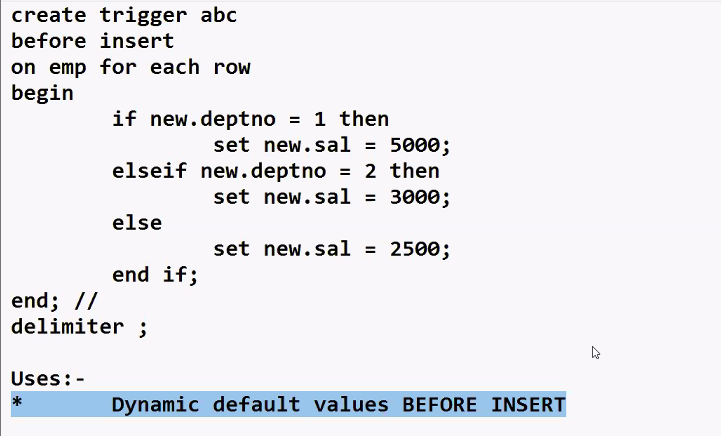 create trigger abc
before insert
on emp for each row
begin
if new.deptno = 1 then
set new.sal = 5000;
elseif new.deptno = 2 then
set new.sal = 3000;
else
set new.sal = 2500;
end if;
end; //
delimiter ;
Uses:-
* Dynamic default values BEFORE INSERT